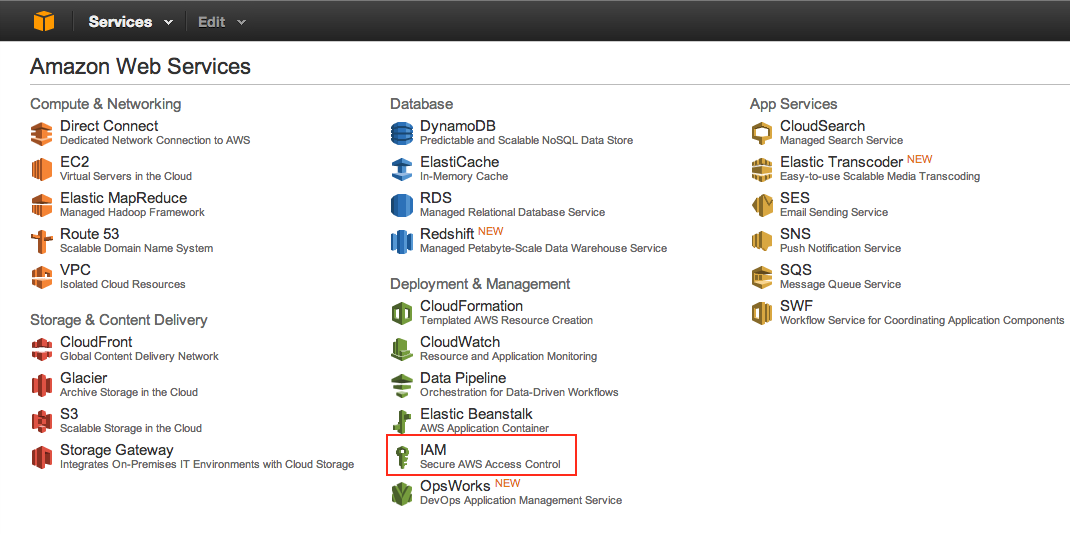 Services Edit
Amazon Web Services
Compute & Networking
Direct Connect
Dedicated Network Connection to AWS
EC2
Virtual Servers in the Cloud
Elastic MapReduce
Managed Hadoop Framework
Route 53
Scalable Domain Name System
VPC
Isolated Cloud Resources
Storage & Content Delivery
CloudFront
Global Content Delivery Network
Glacier
Archive Storage in the Cloud
S3
Scalable Storage in the Cloud
Storage Gateway
Integrates On-Premises IT Environments with Cloud Storage
Database
DynamoDB
Predictable and Scalable NoSQL Data Store
ElastiCache
In-Memory Cache
RDS
Managed Relational Database Service
Redshift NEW
Managed Petabyte-Scale Data Warehouse Service
Deployment & Management
CloudFormation
Templated AWS Resource Creation
CloudWatch
Resource and Application Monitoring
Data Pipeline
Orchestration for Data-Driven Workflows
Elastic Beanstalk
AWS Application Container
IAM
Secure AWS Access Control
OpsWorks NEW
DevOps Application Management Service
App Services
CloudSearch
Managed Search Service
Elastic Transcoder NEW
Easy-to-use Scalable Media Transcoding
SES
Email Sending Service
SNS
Push Notification Service
SQS
Message Queue Service
SWF
Workflow Service for Coordinating Application Components